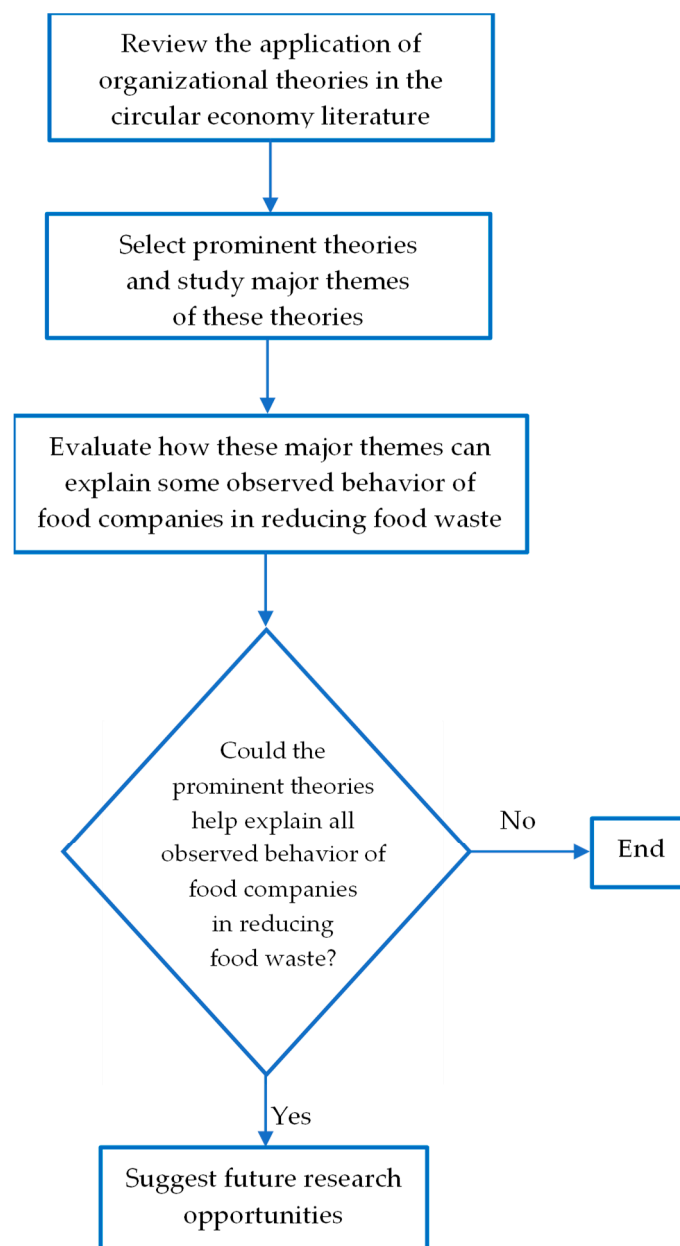 Review the application of
organizational theories in the
circular economy literature
Select prominent theories
and study major themes
of these theories
Evaluate how these major themes can
explain some observed behavior of
food companies in reducing food waste
Could the
prominent theories
help explain all
observed behavior of
food companies
in reducing
food waste?
No
End
Yes
Suggest future research
opportunities